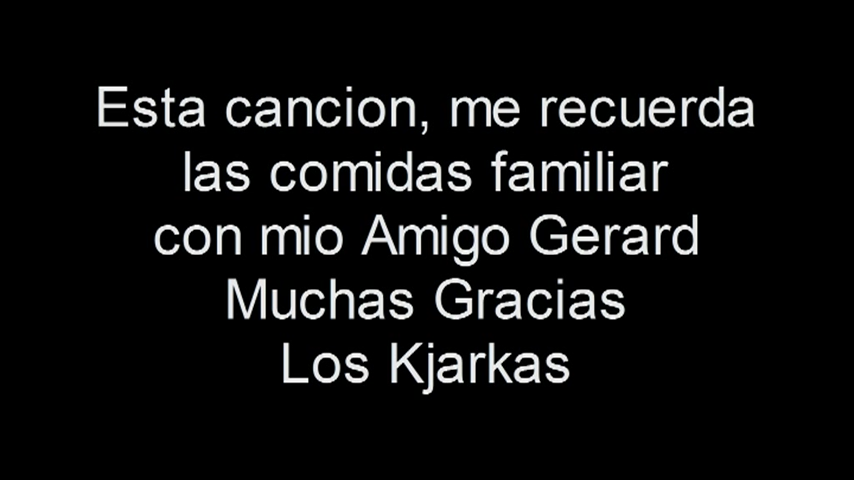 Esta cancion, me recuerda
las comidas familiar
con mio Amigo Gerard
Muchas Gracias
Los Kjarkas